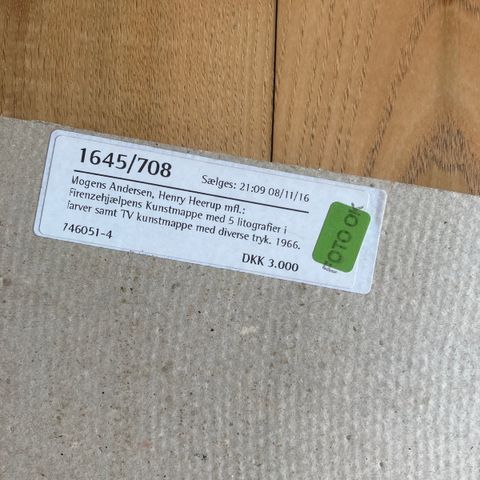 1645/708 Sælges: 21:09 08/11/16
Mogens Andersen, Henry Heerup mfl.:
Firenzehjælpens Kunstmappe med 5 litografier i
farver samt TV kunstmappe med diverse tryk. 1966.
746051-4
DKK 3.000
FOTO OK